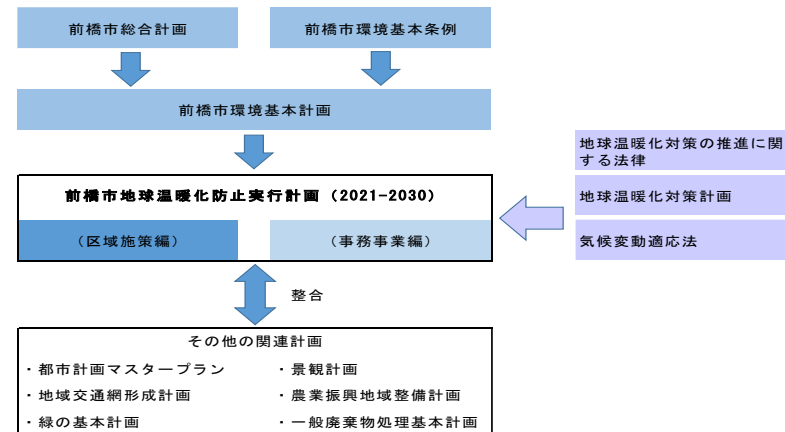 前橋市総合計画
前橋市環境基本条例
前橋市環境基本計画
地球温暖化対策の推進に関
する法律
前橋市地球温暖化防止実行計画（2021-2030）
地球温暖化対策計画
（区域施策編）
（事務事業編）
気候変動適応法
整合
その他の関連計画
・都市計画マスタープラン
・景観計画
・地域交通網形成計画
・農業振興地域整備計画
・緑の基本計画
・一般廃棄物処理基本計画